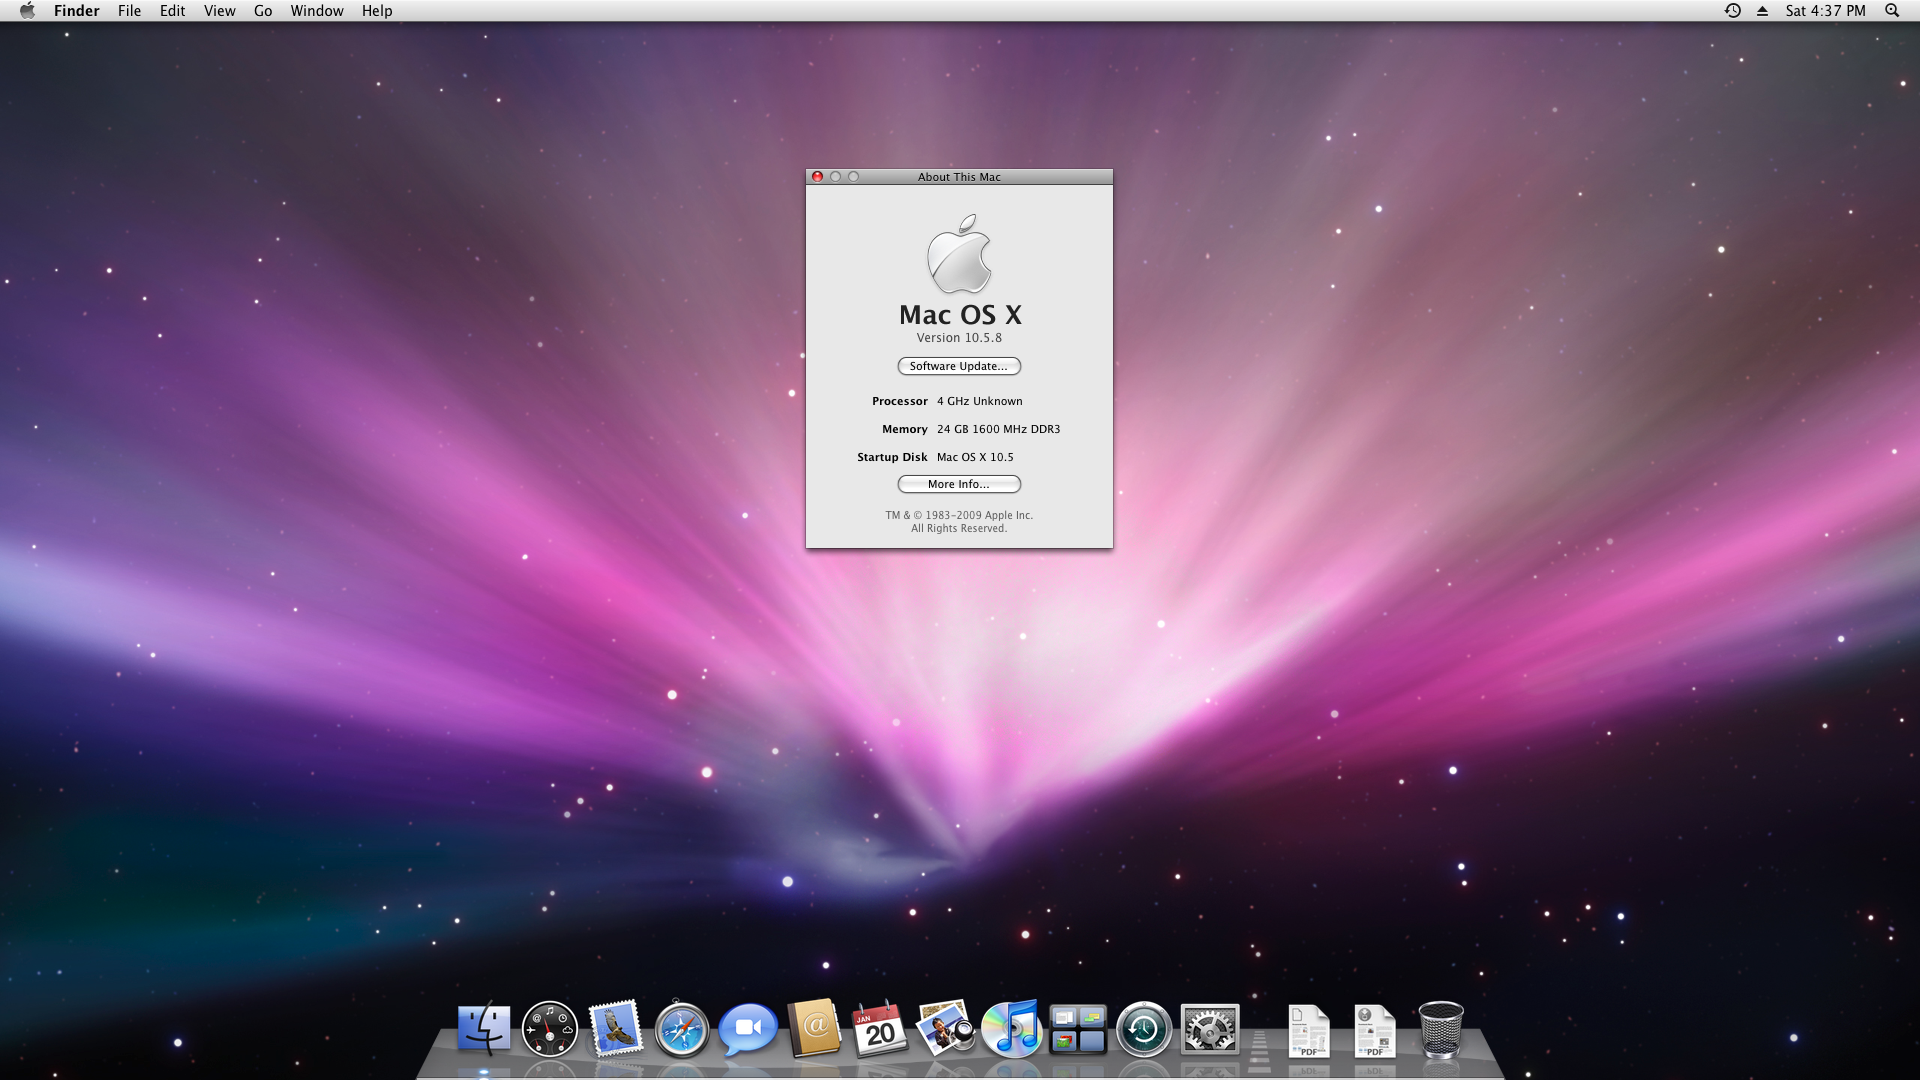 Finder File Edit View Go Window Help
Sat 4:37 PM
About This Mac
Mac OS X
Version 10.5.8
Software Update...
Processor 4 GHz Unknown
Memory 24 GB 1600 MHz DDR3
Startup Disk Mac OS X 10.5
More Info...
TM & © 1983–2009 Apple Inc.
All Rights Reserved.
@
JAN
20
PDF
PDF